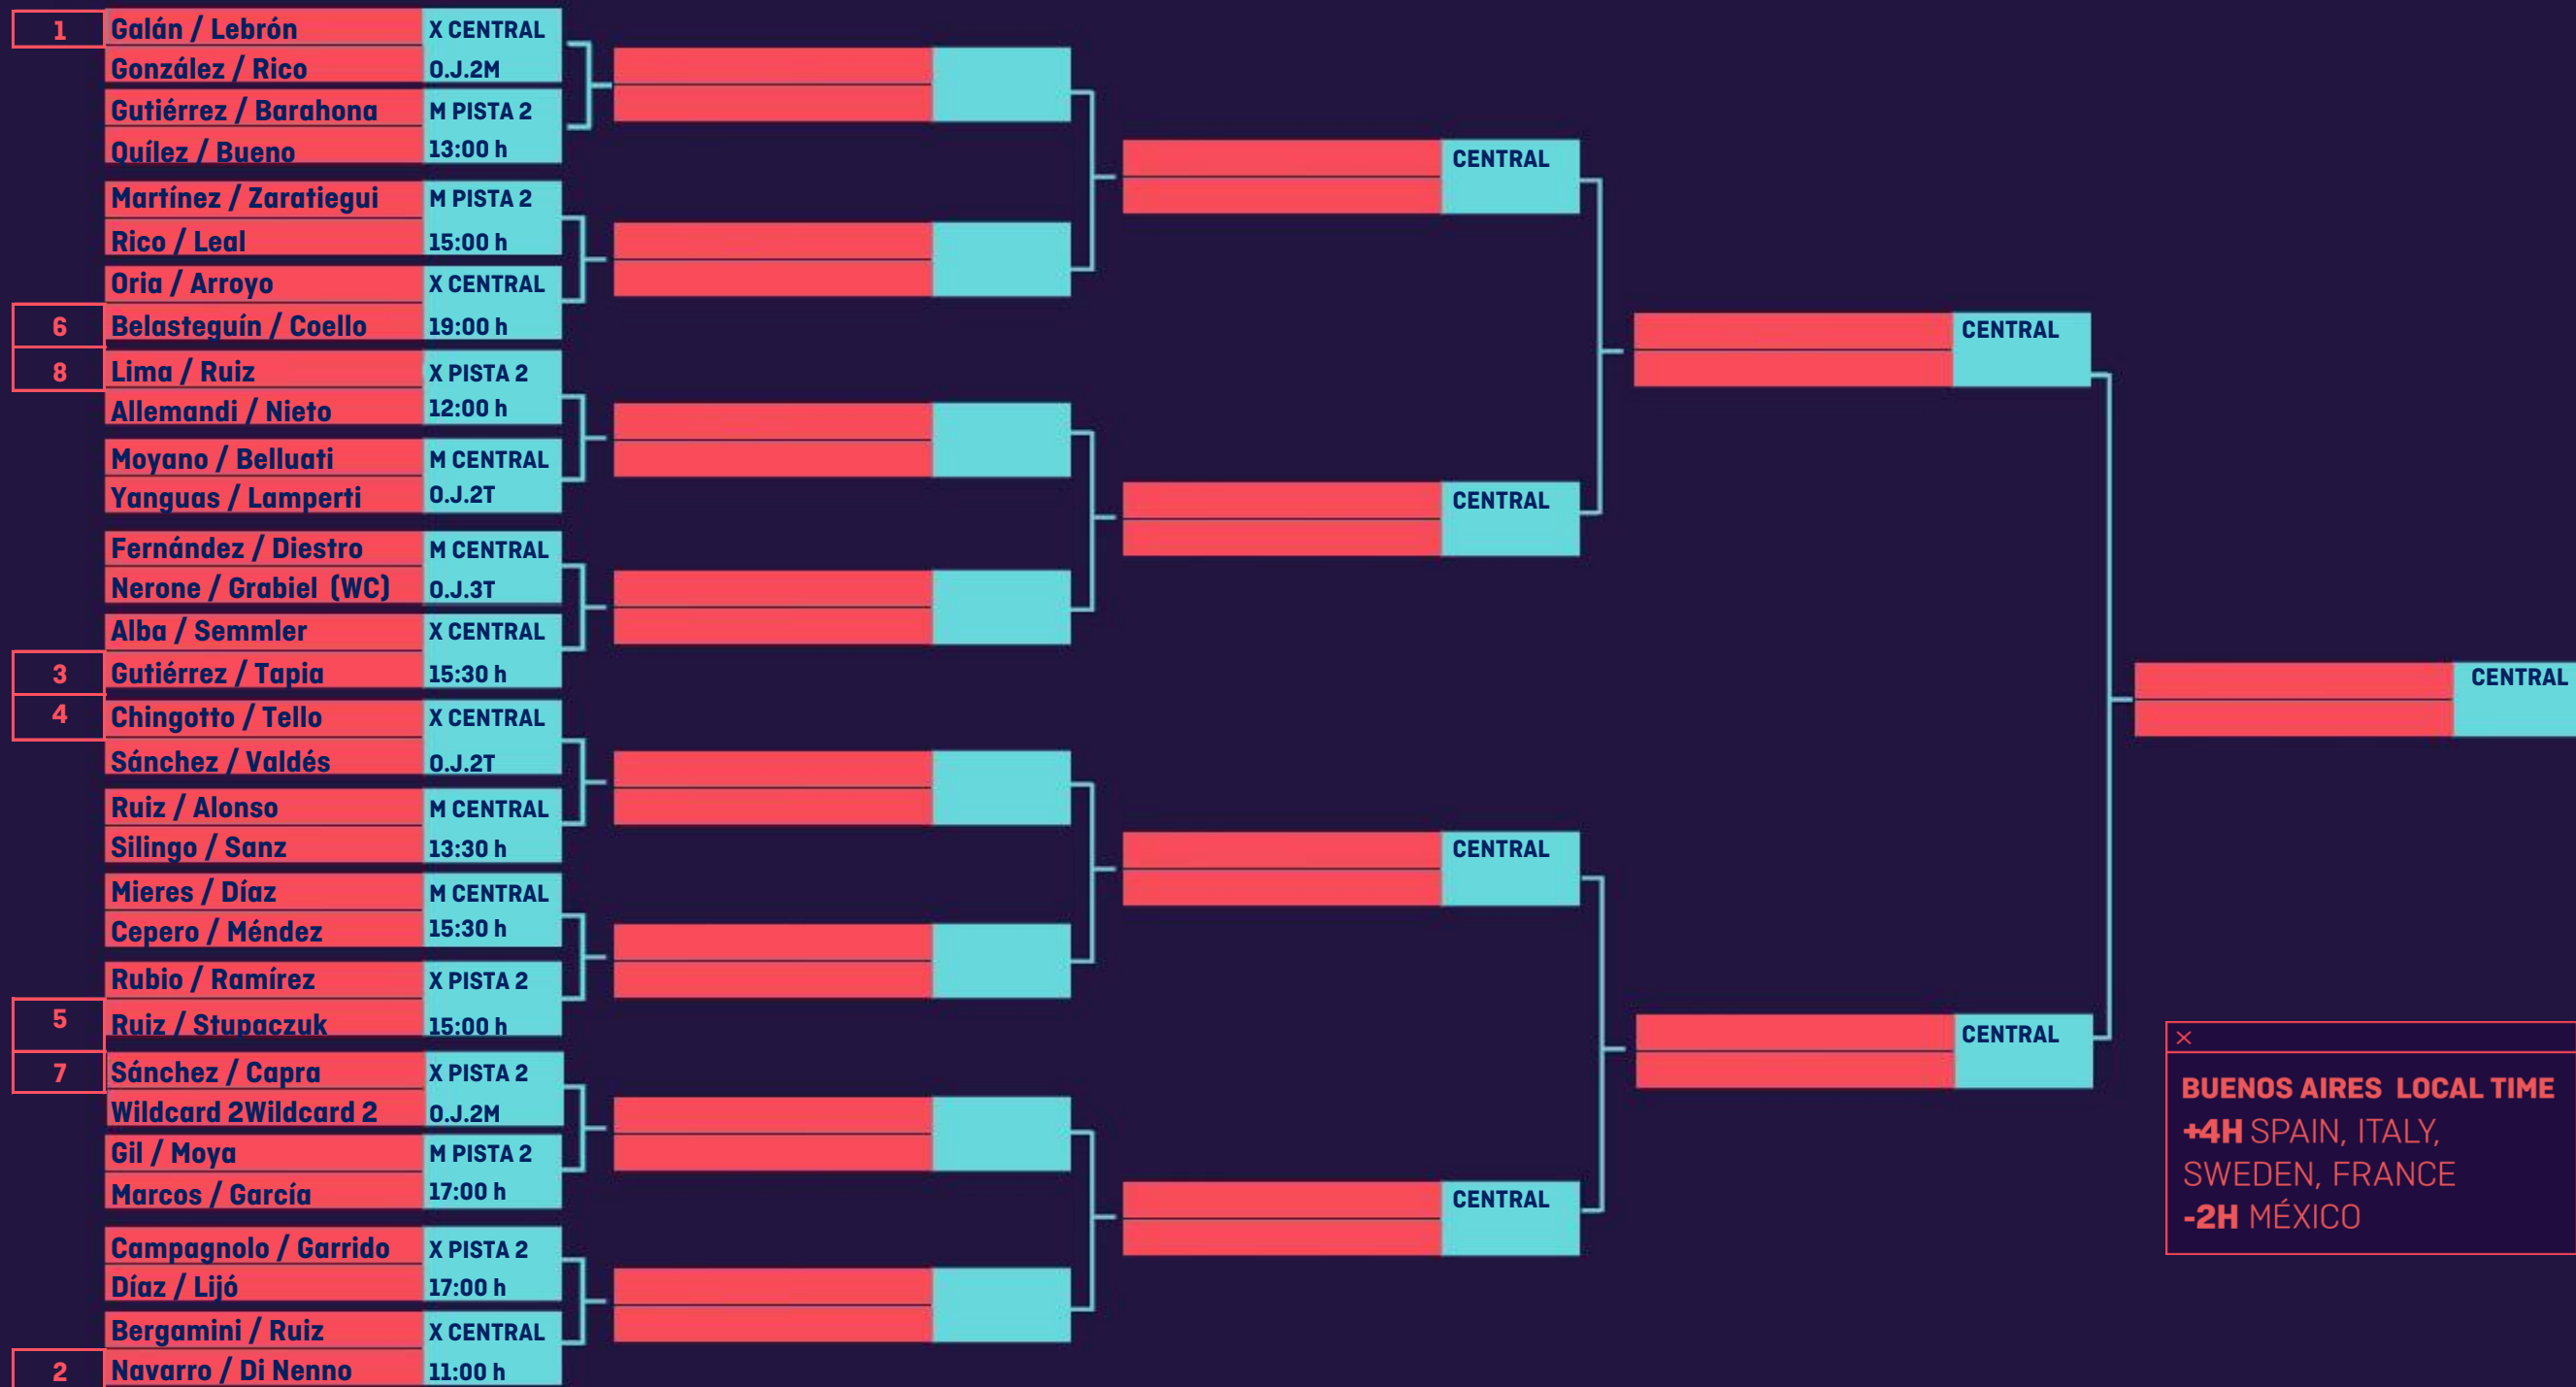 1 Galán / Lebrón X CENTRAL
González / Rico O.J.2M
Gutiérrez / Barahona M PISTA 2
Quílez / Bueno 13:00 h
Martínez / Zaratiegui M PISTA 2
Rico / Leal 15:00 h
Oria / Arroyo X CENTRAL
6 Belasteguín / Coello 19:00 h
8 Lima / Ruiz X PISTA 2
Allemandi / Nieto 12:00 h
Moyano / Belluati M CENTRAL
Yanguas / Lamperti O.J.2T
Fernández / Diestro M CENTRAL
Nerone / Grabiel (WC) O.J.3T
Alba / Semmler X CENTRAL
3 Gutiérrez / Tapia 15:30 h
4 Chingotto / Tello X CENTRAL
Sánchez / Valdés O.J.2T
Ruiz / Alonso M CENTRAL
Silingo / Sanz 13:30 h
Mieres / Díaz M CENTRAL
Cepero / Méndez 15:30 h
Rubio / Ramírez X PISTA 2
5 Ruiz / Stupaczuk 15:00 h
7 Sánchez / Capra X PISTA 2
Wildcard 2Wildcard 2 O.J.2M
Gil / Moya M PISTA 2
Marcos / García 17:00 h
Campagnolo / Garrido X PISTA 2
Díaz / Lijó 17:00 h
Bergamini / Ruiz X CENTRAL
2 Navarro / Di Nenno 11:00 h
CENTRAL
CENTRAL
CENTRAL
CENTRAL
CENTRAL
CENTRAL
CENTRAL
BUENOS AIRES LOCAL TIME
+4H SPAIN, ITALY,
SWEDEN, FRANCE
-2H MÉXICO